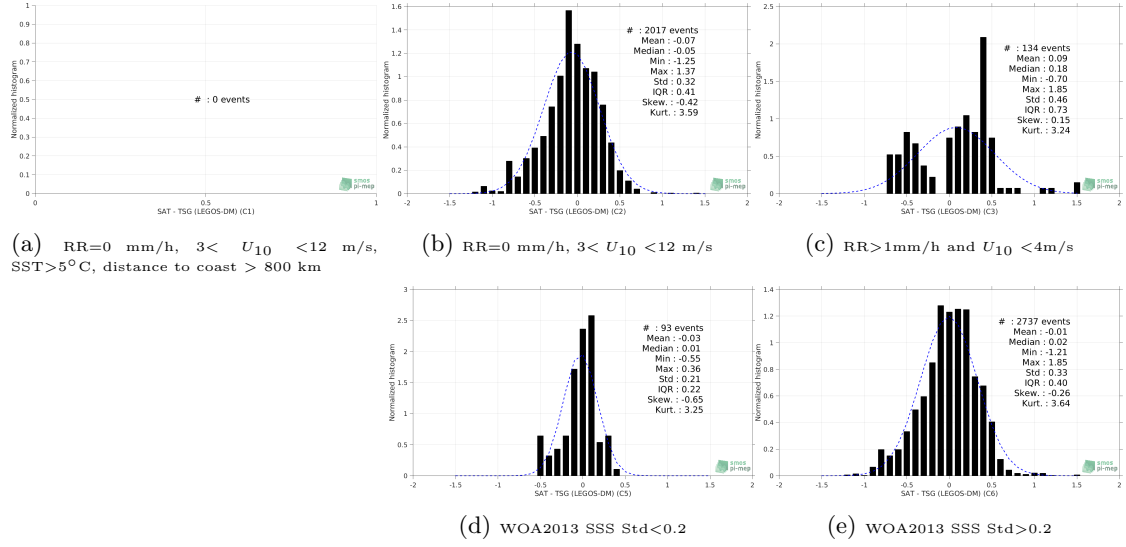 1
0.9
0.8
0.7
0.6
0.5
0.4
0.3
0.2
0.1
0
Normalized histogram
# : 0 events
0 0.5 1
SAT - TSG (LEGOS-DM) (C1)
smos
pi-mep
(a) RR=0 mm/h, 3< U10 <12 m/s,
SST>5°C, distance to coast > 800 km
1.6
1.4
1.2
1
0.8
0.6
0.4
0.2
0
Normalized histogram
# : 2017 events
Mean : -0.07
Median : -0.05
Min : -1.25
Max : 1.37
Std : 0.32
IQR : 0.41
Skew. : -0.42
Kurt. : 3.59
-2 -1.5 -1 -0.5 0 0.5 1 1.5 2
SAT - TSG (LEGOS-DM) (C2)
smos
pi-mep
(b) RR=0 mm/h, 3< U10 <12 m/s
2.5
2
1.5
1
0.5
0
Normalized histogram
# : 134 events
Mean : 0.09
Median : 0.18
Min : -0.70
Max : 1.85
Std : 0.46
IQR : 0.73
Skew. : 0.15
Kurt. : 3.24
-2 -1.5 -1 -0.5 0 0.5 1 1.5 2
SAT - TSG (LEGOS-DM) (C3)
smos
pi-mep
(c) RR>1mm/h and U10 <4m/s
3
2.5
2
1.5
1
0.5
0
Normalized histogram
# : 93 events
Mean : -0.03
Median : 0.01
Min : -0.55
Max : 0.36
Std : 0.21
IQR : 0.22
Skew. : -0.65
Kurt. : 3.25
-2 -1.5 -1 -0.5 0 0.5 1 1.5 2
SAT - TSG (LEGOS-DM) (C5)
smos
pi-mep
(d) WOA2013 SSS Std<0.2
1.4
1.2
1
0.8
0.6
0.4
0.2
0
Normalized histogram
# : 2737 events
Mean : -0.01
Median : 0.02
Min : -1.21
Max : 1.85
Std : 0.33
IQR : 0.40
Skew. : -0.26
Kurt. : 3.64
-2 -1.5 -1 -0.5 0 0.5 1 1.5 2
SAT - TSG (LEGOS-DM) (C6)
smos
pi-mep
(e) WOA2013 SSS Std>0.2